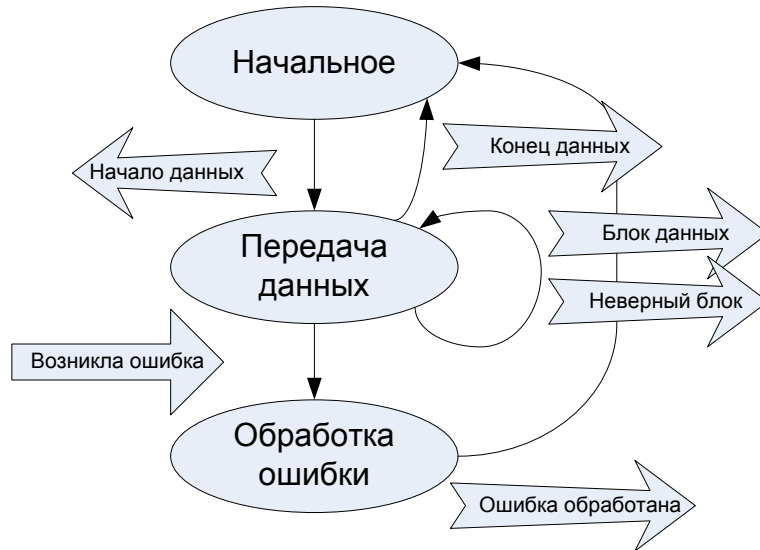 Начальное
Конец данных
Начало данных
Передача
данных
Блок данных
Неверный блок
Возникла ошибка
Обработка
ошибки
Ошибка обработана